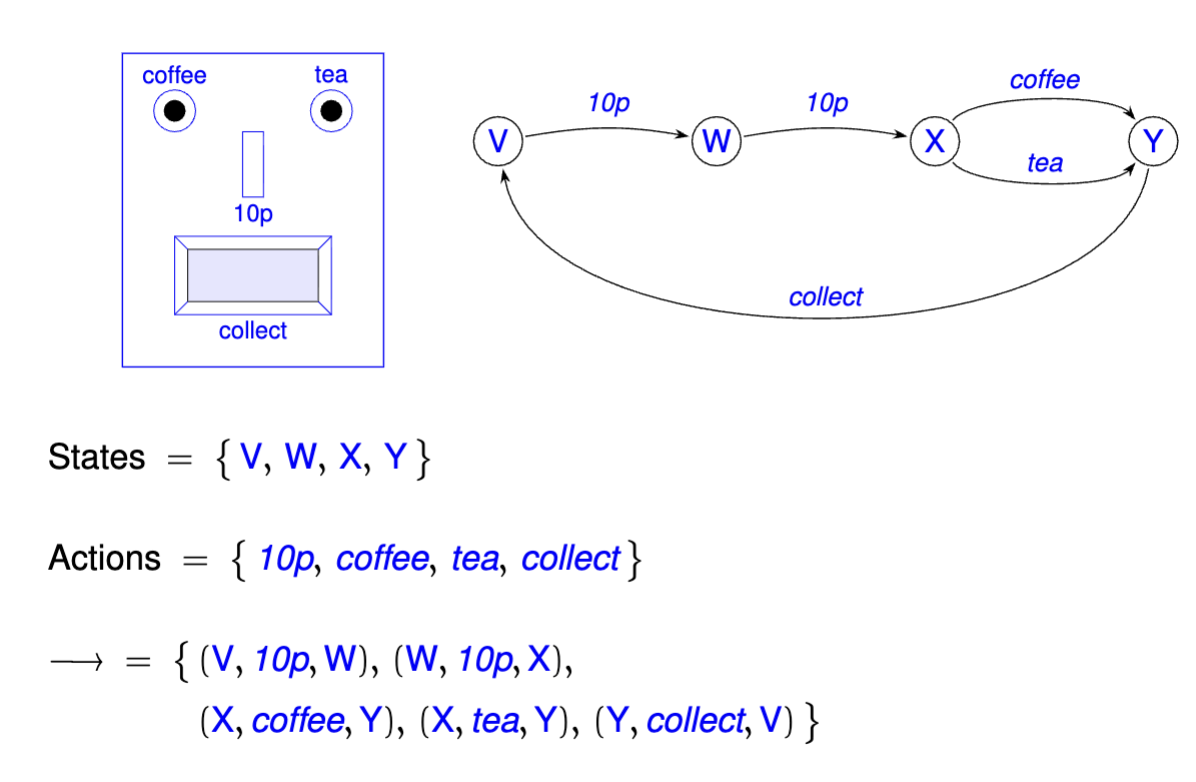 coffee tea
10p
collect
10p 10p coffee
V W X Y
tea
collect
States = { V, W, X, Y }
Actions = { 10p, coffee, tea, collect }
⟶ = { (V, 10p, W), (W, 10p, X),
(X, coffee, Y), (X, tea, Y), (Y, collect, V) }